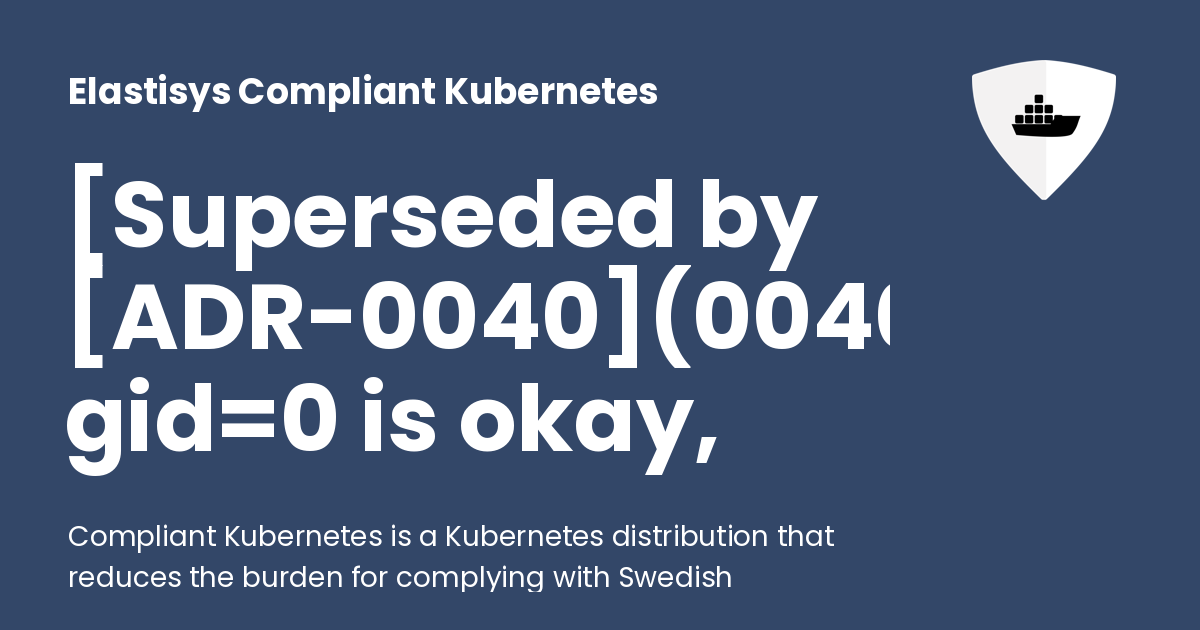 Elastisys Compliant Kubernetes
[Superseded by
[ADR-0040](004
gid=0 is okay,
Compliant Kubernetes is a Kubernetes distribution that
reduces the burden for complying with Swedish